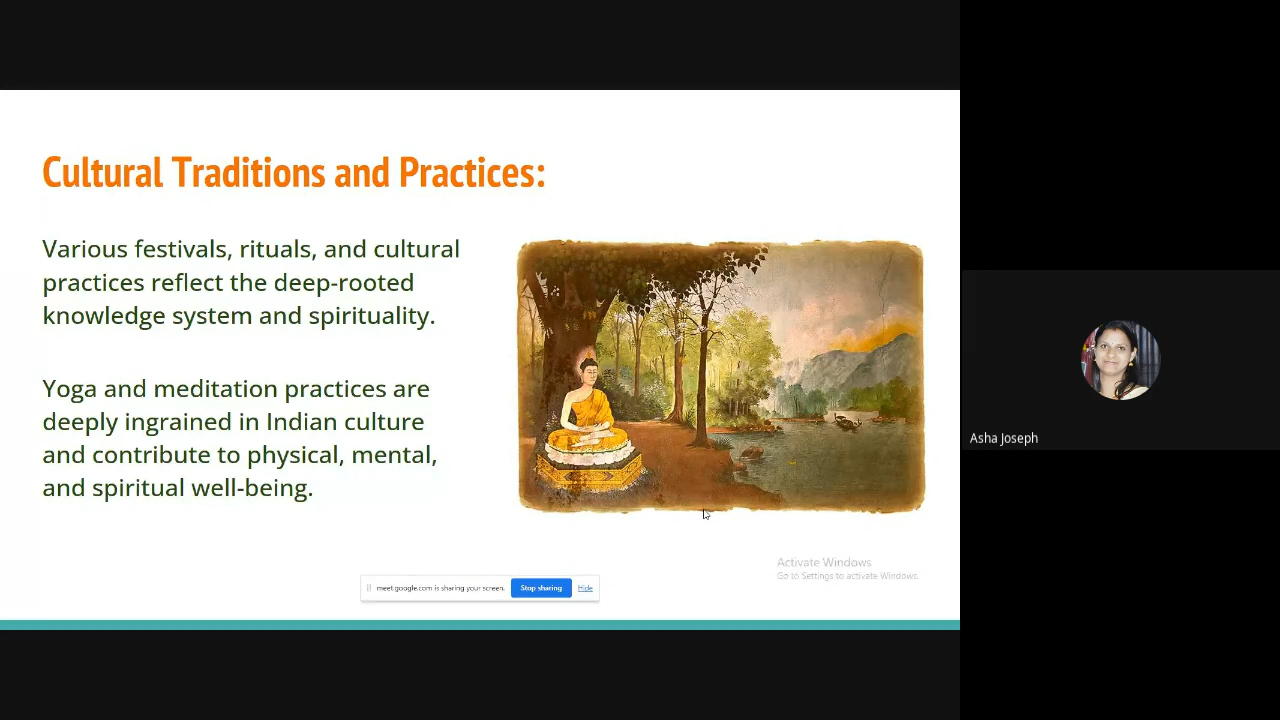 Cultural Traditions and Practices:
Various festivals, rituals, and cultural
practices reflect the deep-rooted
knowledge system and spirituality.
Yoga and meditation practices are
deeply ingrained in Indian culture
and contribute to physical, mental,
and spiritual well-being.
Activate Windows
Go to Settings to activate Windows.
meet.google.com is sharing your screen. Stop sharing Hide
Asha Joseph